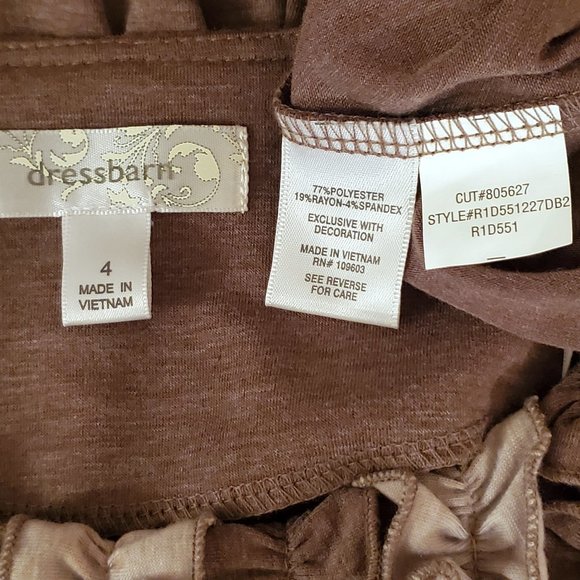 dressbarn
4
MADE IN
VIETNAM
77%POLYESTER
19%RAYON-4%SPANDEX
EXCLUSIVE WITH
DECORATION
MADE IN VIETNAM
RN# 109603
SEE REVERSE
FOR CARE
CUT#805627
STYLE#R1D551227DB2
R1D551